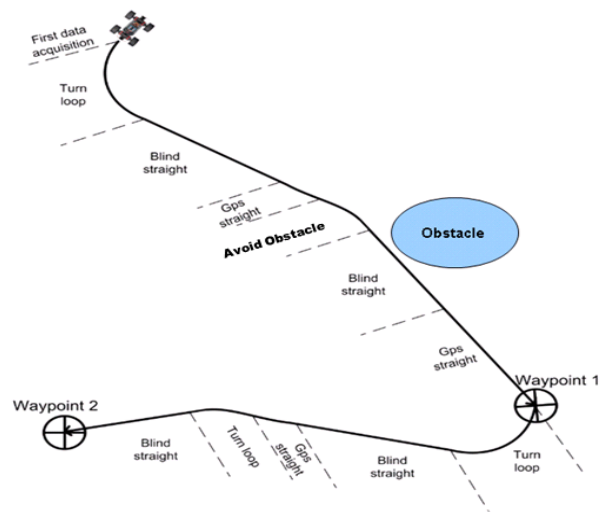 First data
acquisition
Turn
loop
Blind
straight
Gps
straight
Avoid Obstacle
Obstacle
Blind
straight
Gps
straight
Waypoint 1
Turn
loop
Blind
straight
Gps
straight
Turn loop
Blind
straight
Waypoint 2